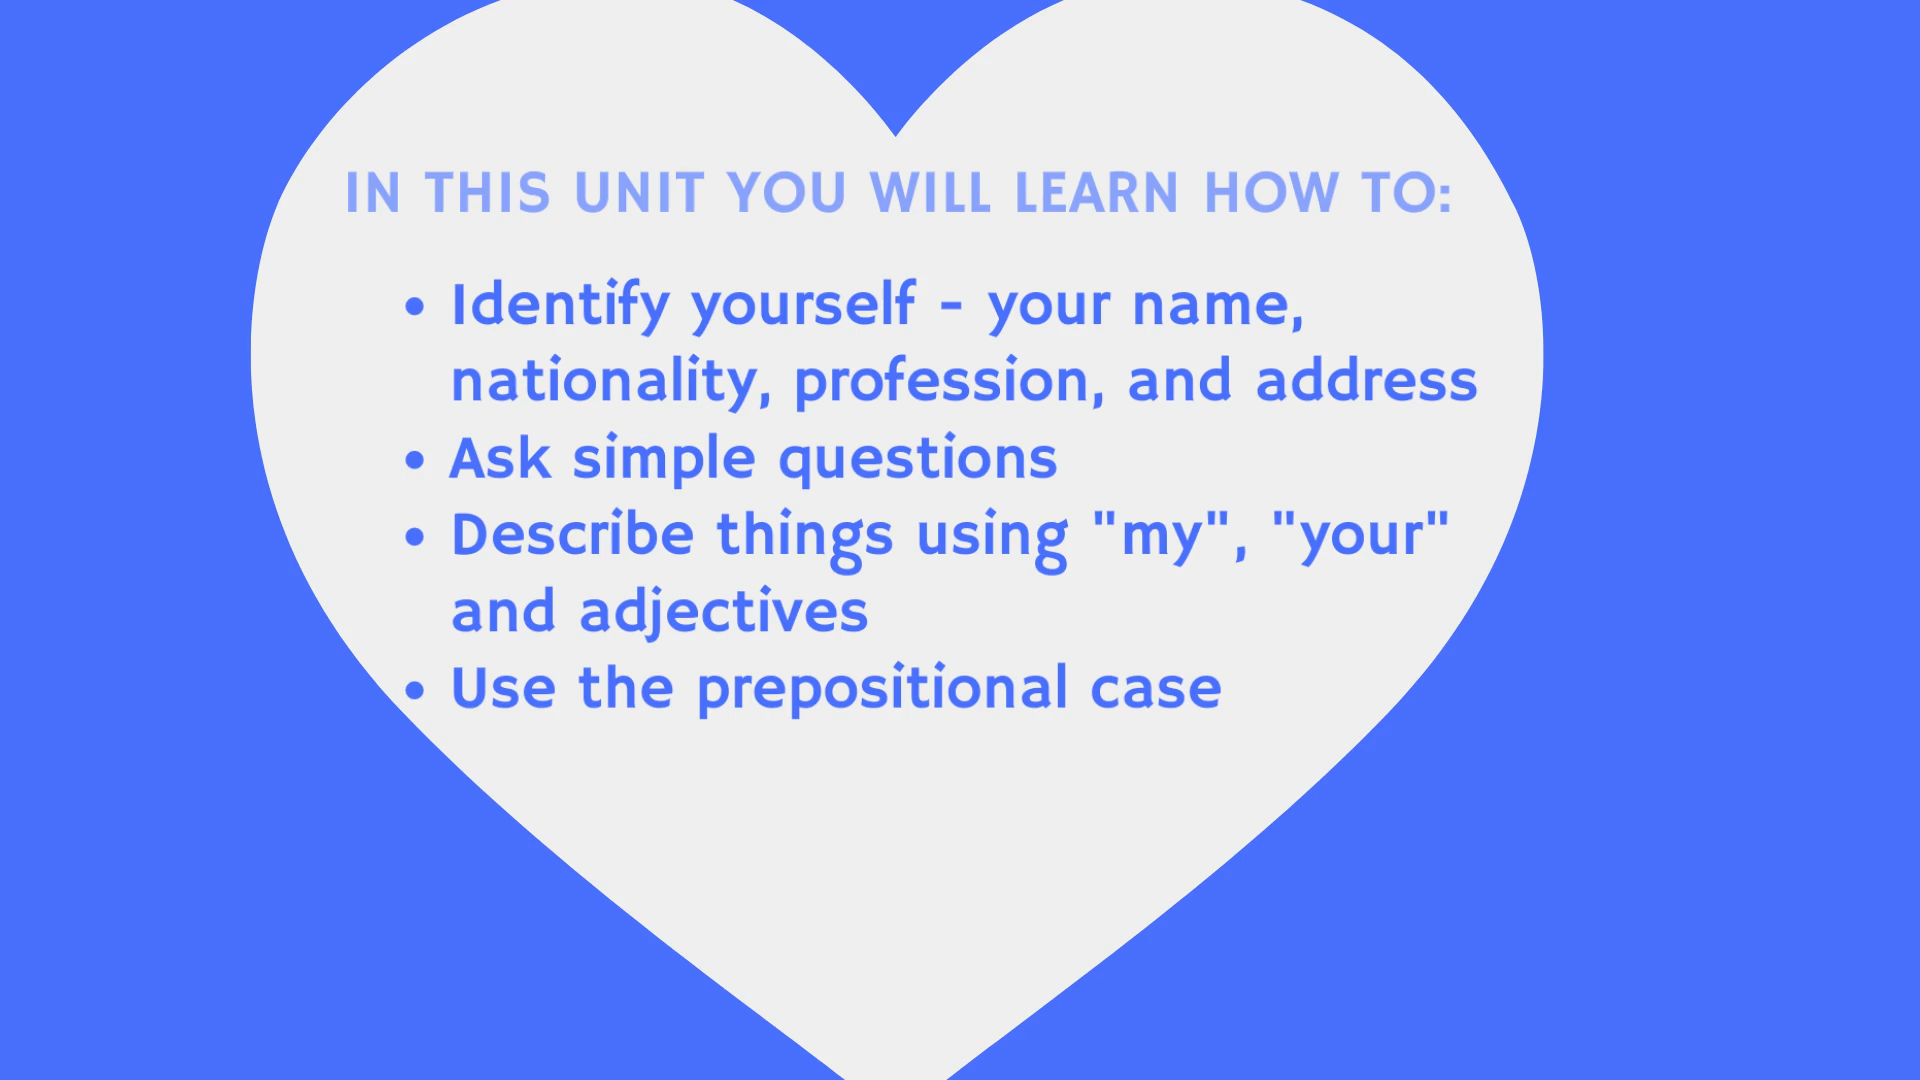 IN THIS UNIT YOU WILL LEARN HOW TO:
• Identify yourself - your name,
nationality, profession, and address
• Ask simple questions
• Describe things using "my", "your"
and adjectives
• Use the prepositional case